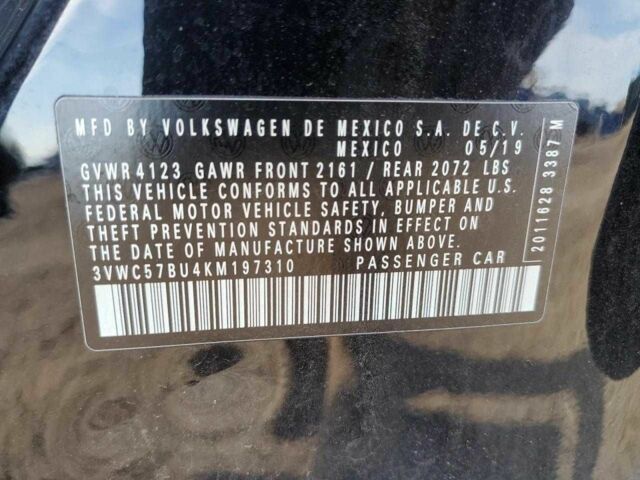 MFD BY VOLKSWAGEN DE MEXICO S.A. DE C.V.
MEXICO 05/19
GVWR 4123 GAWR FRONT 2161 / REAR 2072 LBS
THIS VEHICLE CONFORMS TO ALL APPLICABLE U.S.
FEDERAL MOTOR VEHICLE SAFETY, BUMPER AND
THEFT PREVENTION STANDARDS IN EFFECT ON
THE DATE OF MANUFACTURE SHOWN ABOVE.
3VWC57BU4KM197310 PASSENGER CAR
2011628 3387 M